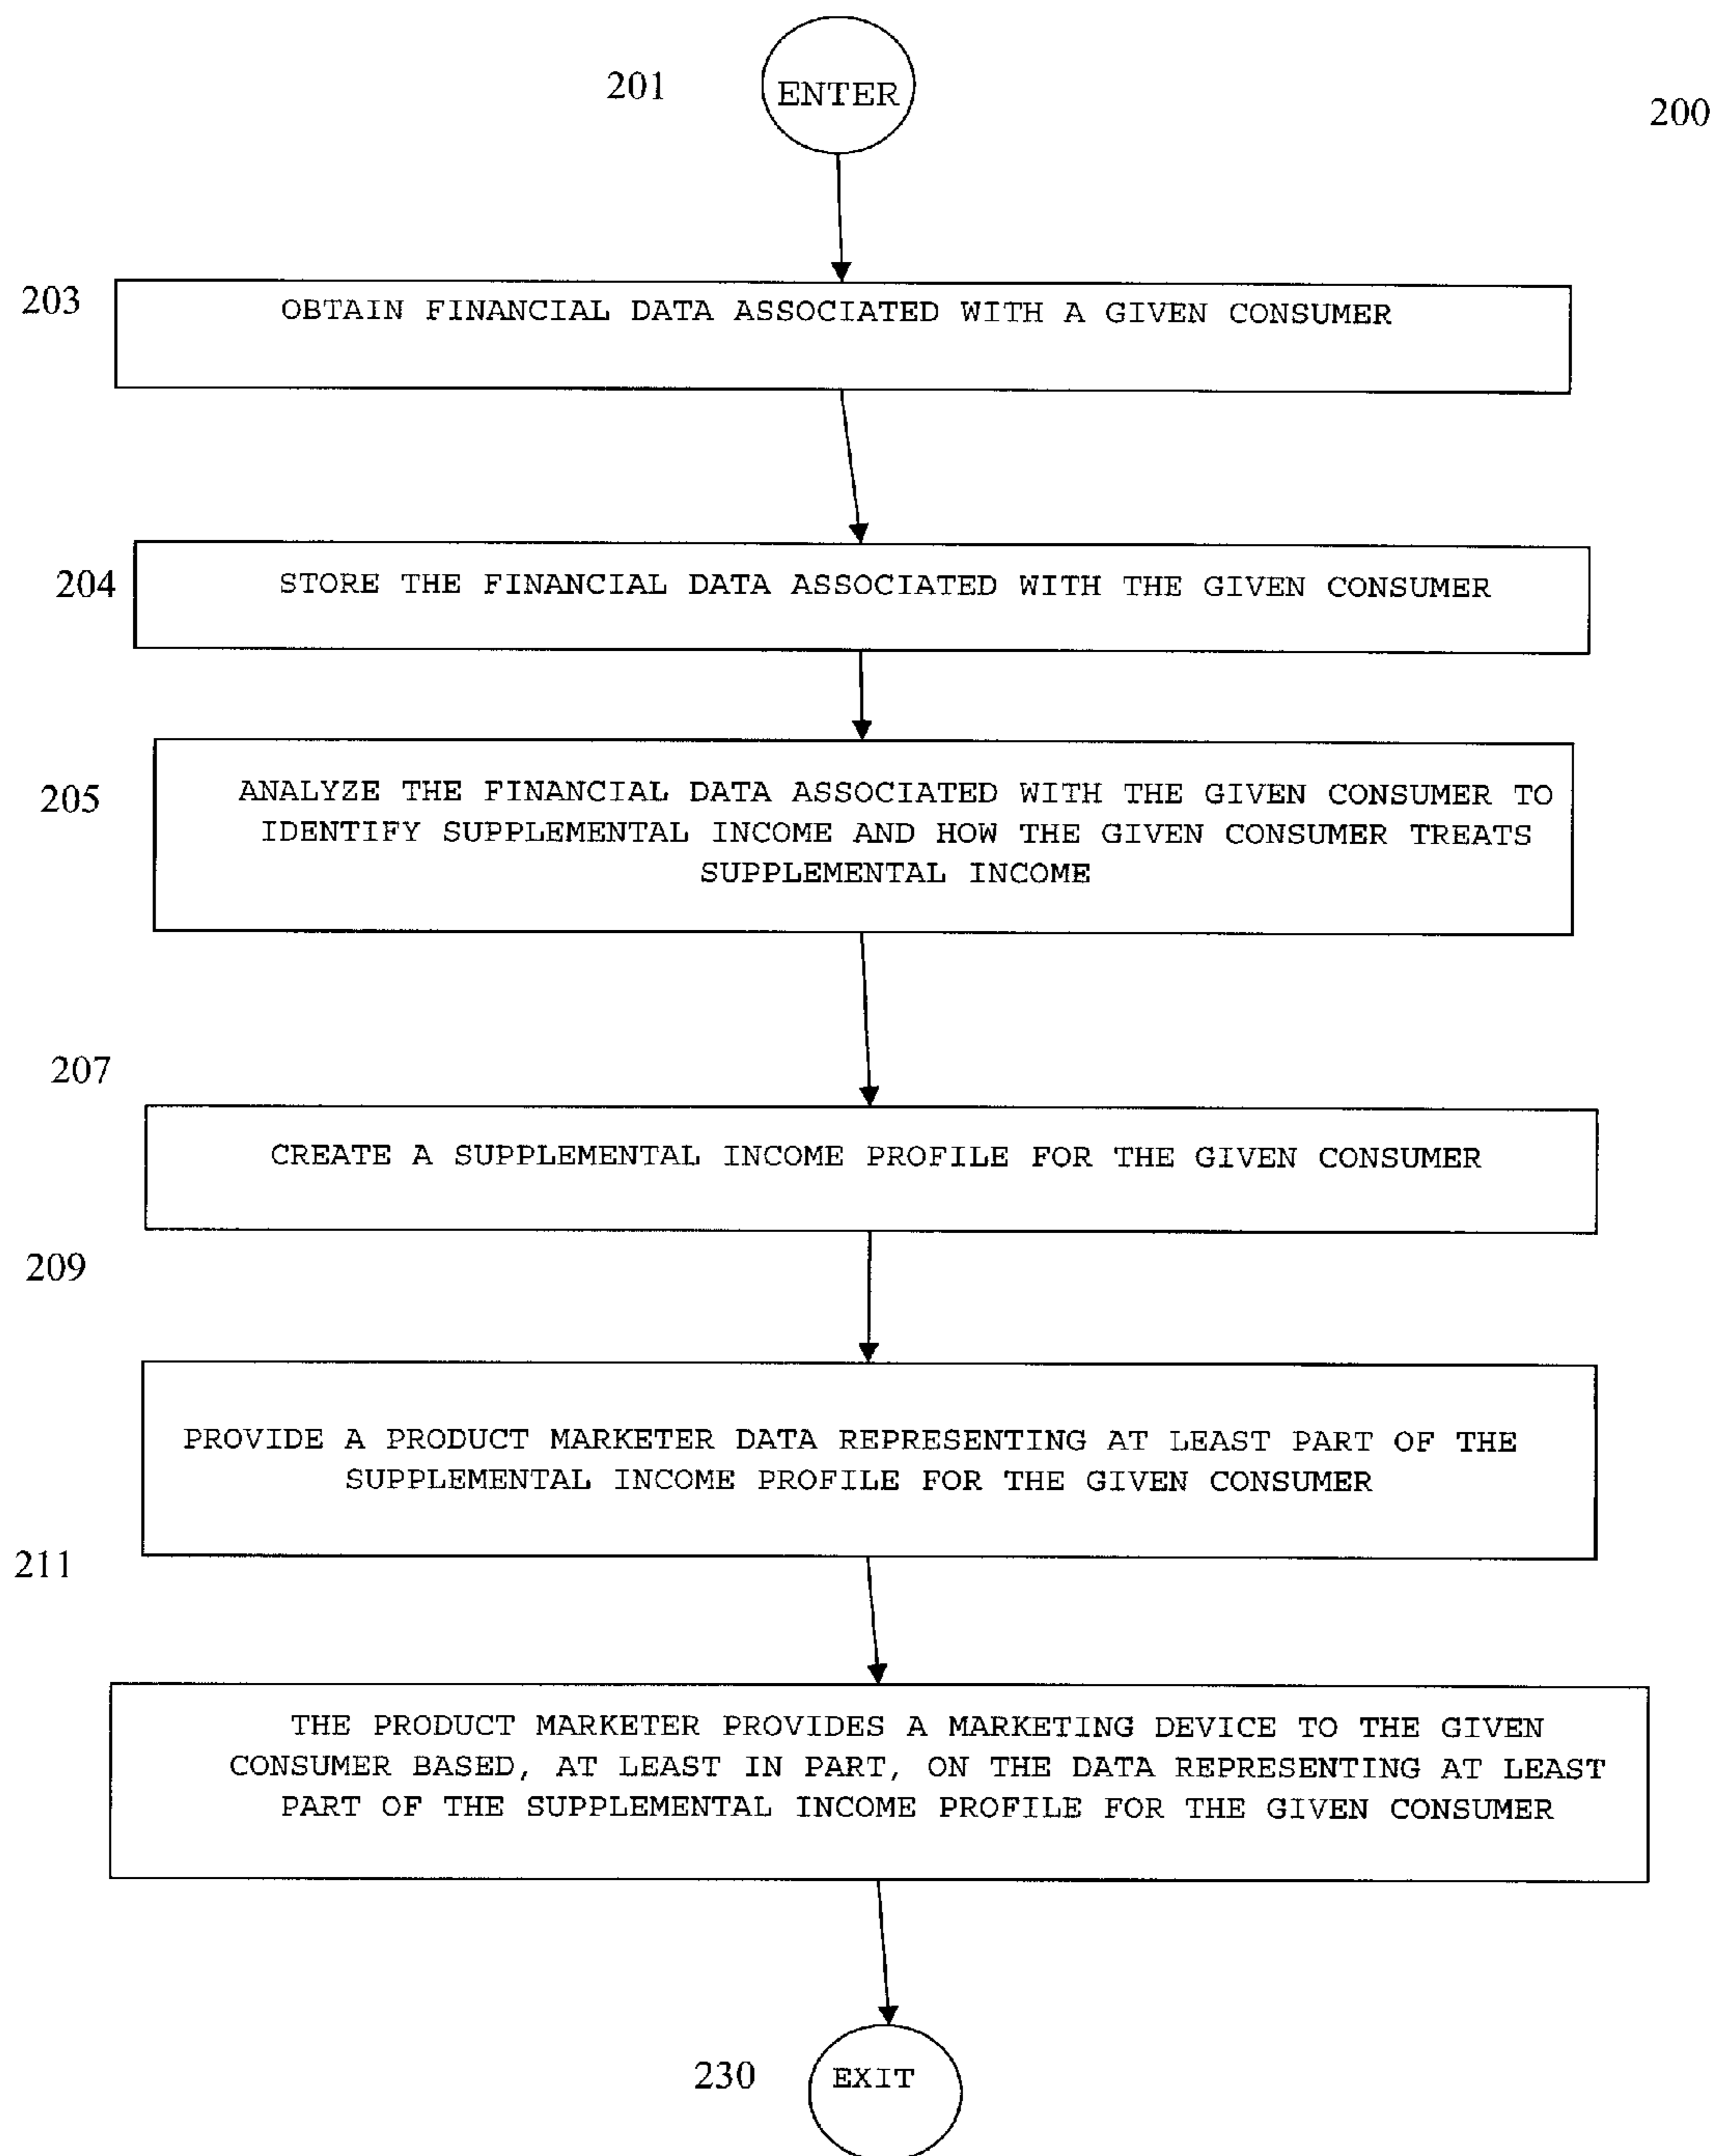 201
ENTER
200
203
OBTAIN FINANCIAL DATA ASSOCIATED WITH A GIVEN CONSUMER
204
STORE THE FINANCIAL DATA ASSOCIATED WITH THE GIVEN CONSUMER
205
ANALYZE THE FINANCIAL DATA ASSOCIATED WITH THE GIVEN CONSUMER TO
IDENTIFY SUPPLEMENTAL INCOME AND HOW THE GIVEN CONSUMER TREATS
SUPPLEMENTAL INCOME
207
CREATE A SUPPLEMENTAL INCOME PROFILE FOR THE GIVEN CONSUMER
209
PROVIDE A PRODUCT MARKETER DATA REPRESENTING AT LEAST PART OF THE
SUPPLEMENTAL INCOME PROFILE FOR THE GIVEN CONSUMER
211
THE PRODUCT MARKETER PROVIDES A MARKETING DEVICE TO THE GIVEN
CONSUMER BASED, AT LEAST IN PART, ON THE DATA REPRESENTING AT LEAST
PART OF THE SUPPLEMENTAL INCOME PROFILE FOR THE GIVEN CONSUMER
230
EXIT